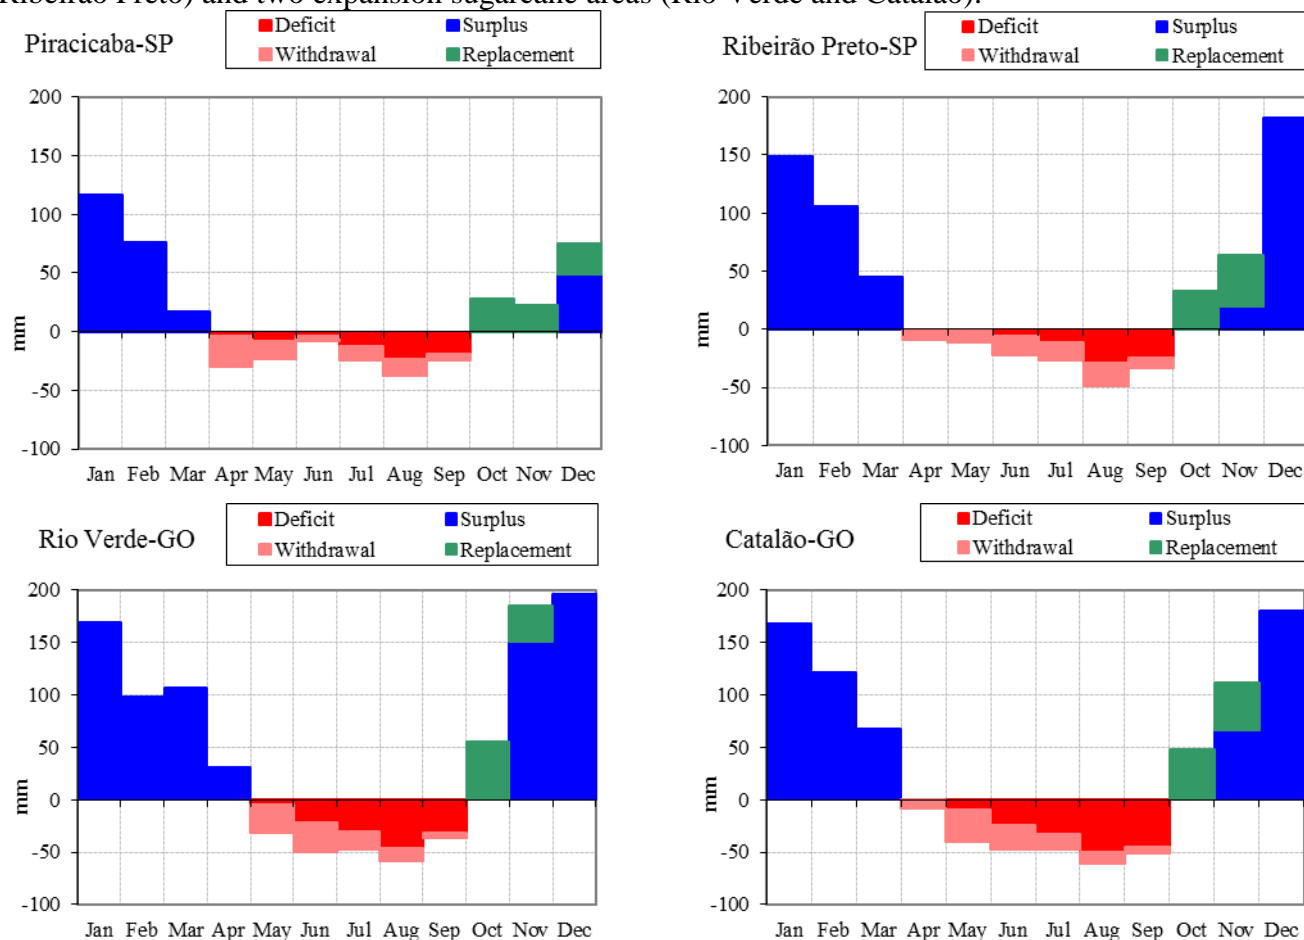 Ribeirão Preto) and two expansion sugarcane areas (Rio Verde and Catalão).
Piracicaba-SP
Deficit Surplus
Withdrawal Replacement
200
150
100
50
0
-50
-100
mm
Jan Feb Mar Apr May Jun Jul Aug Sep Oct Nov Dec
Ribeirão Preto-SP
Deficit Surplus
Withdrawal Replacement
200
150
100
50
0
-50
-100
mm
Jan Feb Mar Apr May Jun Jul Aug Sep Oct Nov Dec
Rio Verde-GO
Deficit Surplus
Withdrawal Replacement
200
150
100
50
0
-50
-100
mm
Jan Feb Mar Apr May Jun Jul Aug Sep Oct Nov Dec
Catalão-GO
Deficit Surplus
Withdrawal Replacement
200
150
100
50
0
-50
-100
mm
Jan Feb Mar Apr May Jun Jul Aug Sep Oct Nov Dec